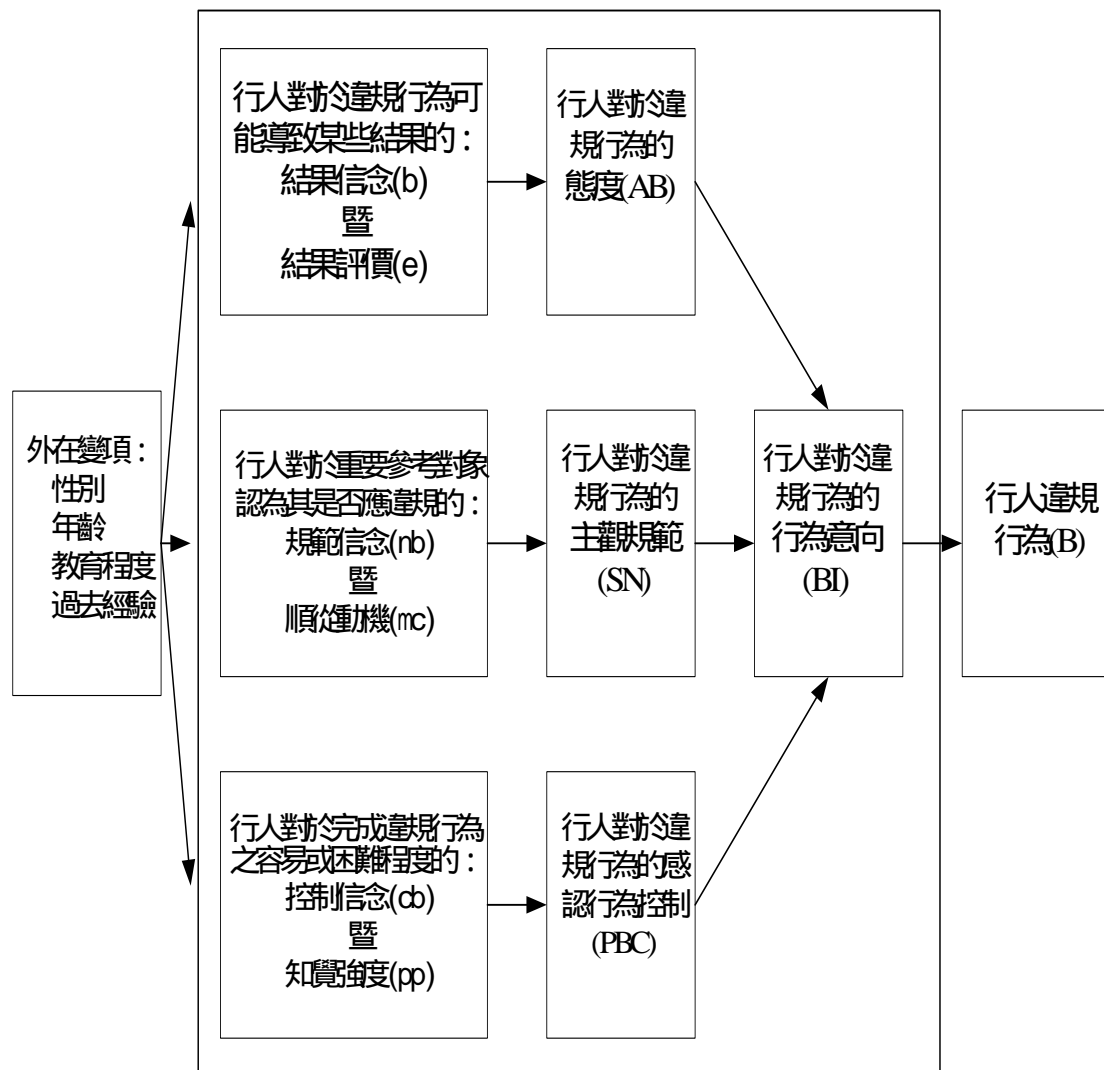 外在變項：
性別
年齡
教育程度
過去經驗
行人對於違規行為可
能導致某些結果的：
結果信念(b)
暨
結果評價(e)
行人對於違
規行為的
態度(AB)
行人對於重要參考對象
認為其是否應違規的：
規範信念(nb)
暨
順從動機(mc)
行人對於違
規行為的
主觀規範
(SN)
行人對於完成違規行為
之容易或困難程度的：
控制信念(cb)
暨
知覺強度(pp)
行人對於違
規行為的感
認行為控制
(PBC)
行人對於違
規行為的
行為意向
(BI)
行人違規
行為(B)